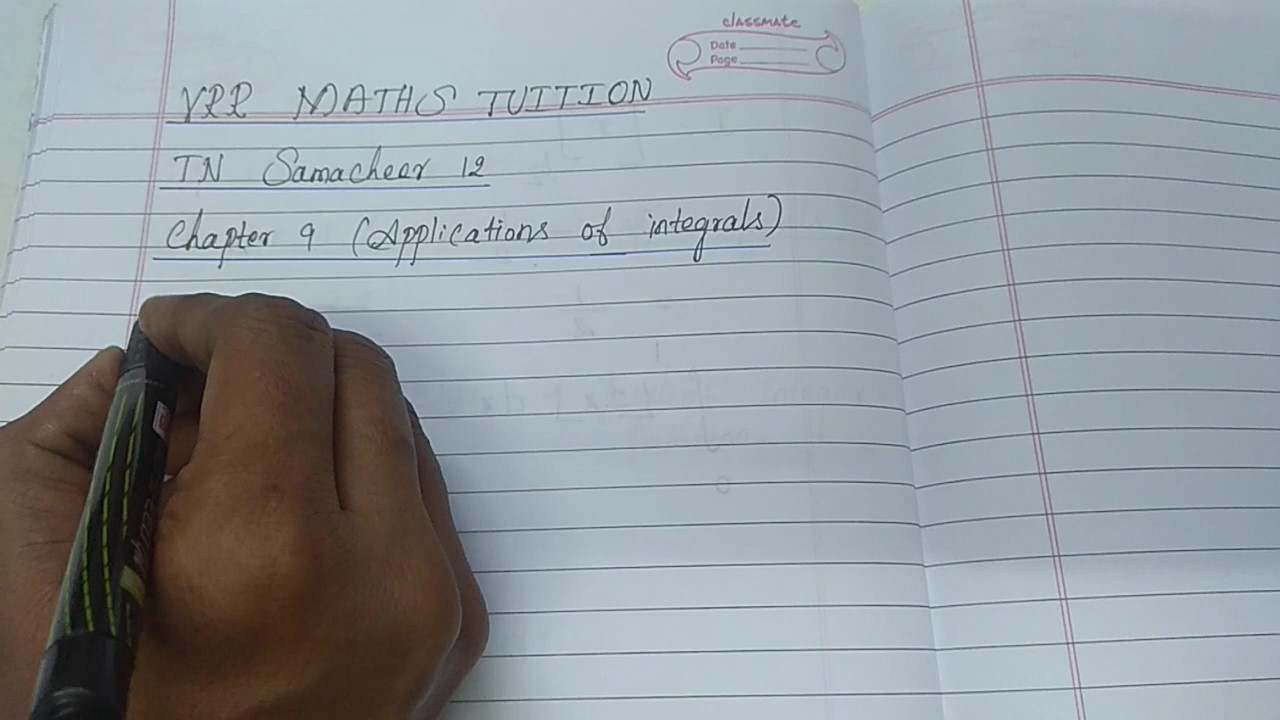 classmate
Date
Page
VRR MATHS TUITION
TN Samacheer 12
Chapter 9 (Applications of integrals)